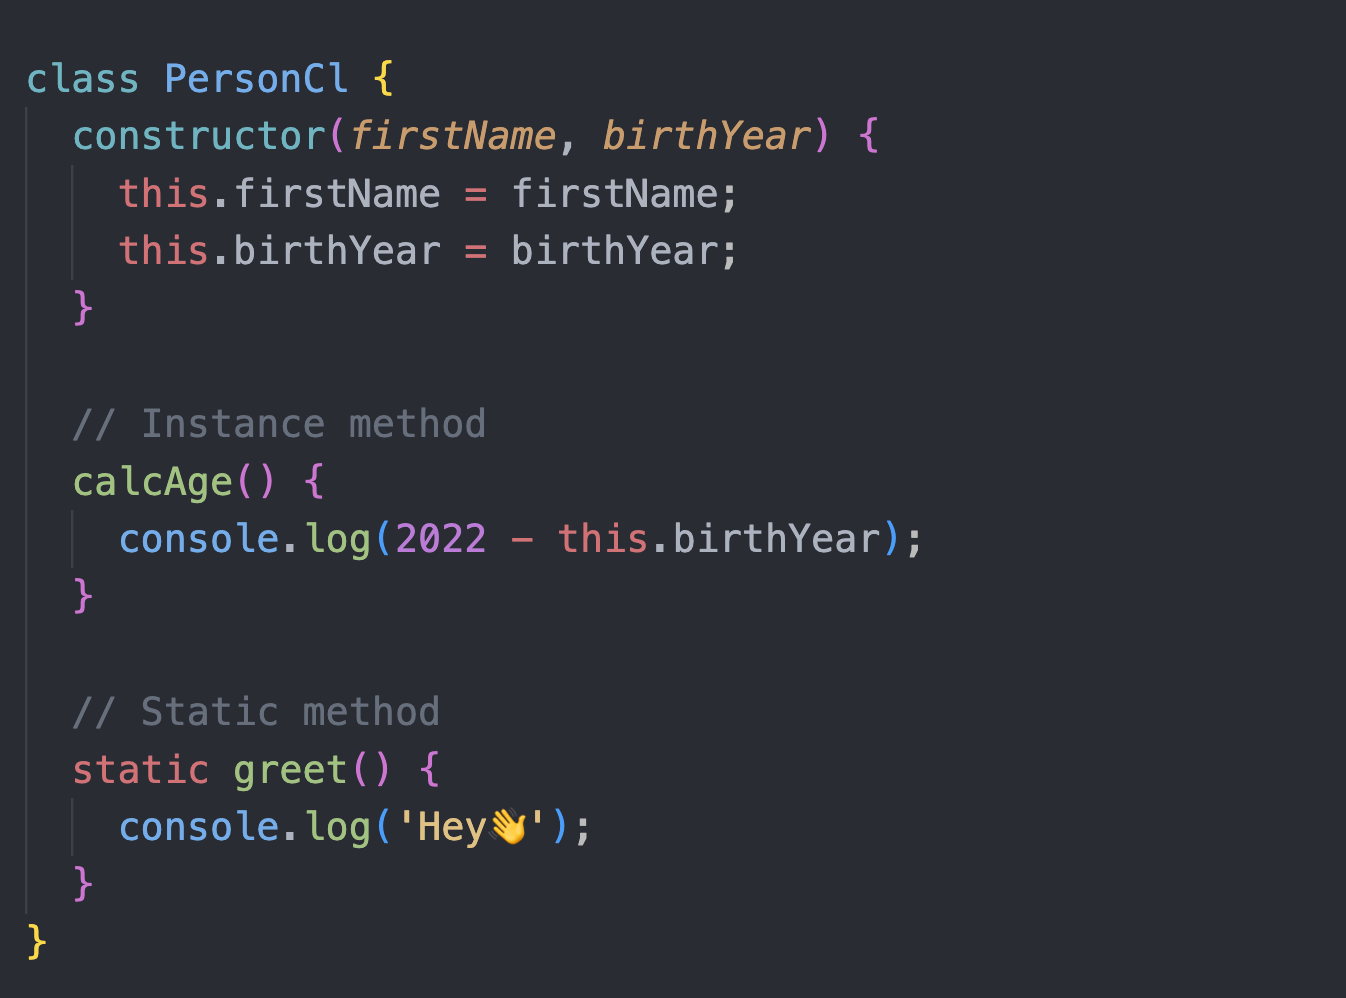 class PersonCl {
  constructor(firstName, birthYear) {
    this.firstName = firstName;
    this.birthYear = birthYear;
  }
  // Instance method
  calcAge() {
    console.log(2022 - this.birthYear);
  }
  // Static method
  static greet() {
    console.log('Hey👋');
  }
}